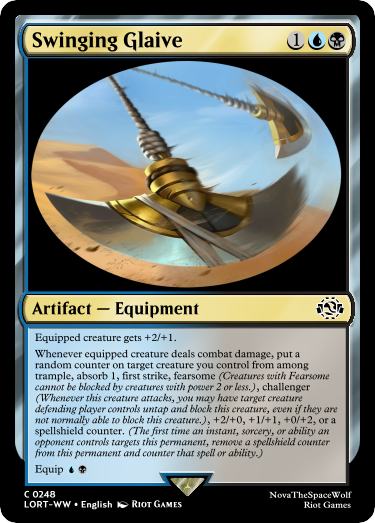 Swinging Glaive 1
Artifact — Equipment
Equipped creature gets +2/+1.
Whenever equipped creature deals combat damage, put a
random counter on target creature you control from among
trample, absorb 1, first strike, fearsome (Creatures with Fearsome
cannot be blocked by creatures with power 2 or less.), challenger
(Whenever this creature attacks, you may have target creature
defending player controls untap and block this creature, even if they are
not normally able to block this creature.), +2/+0, +1/+1, +0/+2, or a
spellshield counter. (The first time an instant, sorcery, or ability an
opponent controls targets this permanent, remove a spellshield counter
from this permanent and counter that spell or ability.)
Equip
C 0248 NovaTheSpaceWolf
LORT-WW • English RIOT GAMES Riot Games